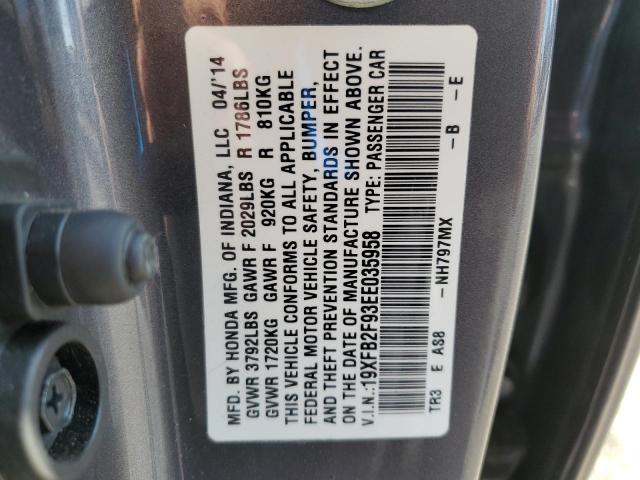 MFD. BY HONDA MFG. OF INDIANA, LLC 04/'14
GVWR 3792LBS GAWR F 2029LBS R 1786LBS
GVWR 1720KG GAWR F 920KG R 810KG
THIS VEHICLE CONFORMS TO ALL APPLICABLE
FEDERAL MOTOR VEHICLE SAFETY, BUMPER,
AND THEFT PREVENTION STANDARDS IN EFFECT
ON THE DATE OF MANUFACTURE SHOWN ABOVE.
V.I.N.:19XFB2F93EE035958 TYPE: PASSENGER CAR
TR3 E AS8 -NH797MX -B -E